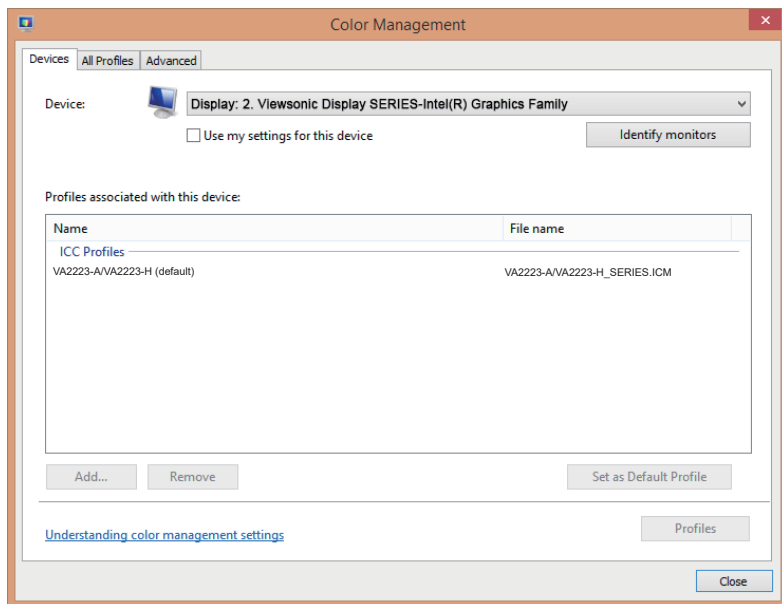 Color Management
Devices All Profiles Advanced
Device: Display: 2. Viewsonic Display SERIES-Intel(R) Graphics Family
Use my settings for this device Identify monitors
Profiles associated with this device:
Name File name
ICC Profiles
VA2223-A/VA2223-H (default) VA2223-A/VA2223-H_SERIES.ICM
Add... Remove Set as Default Profile
Understanding color management settings Profiles
Close